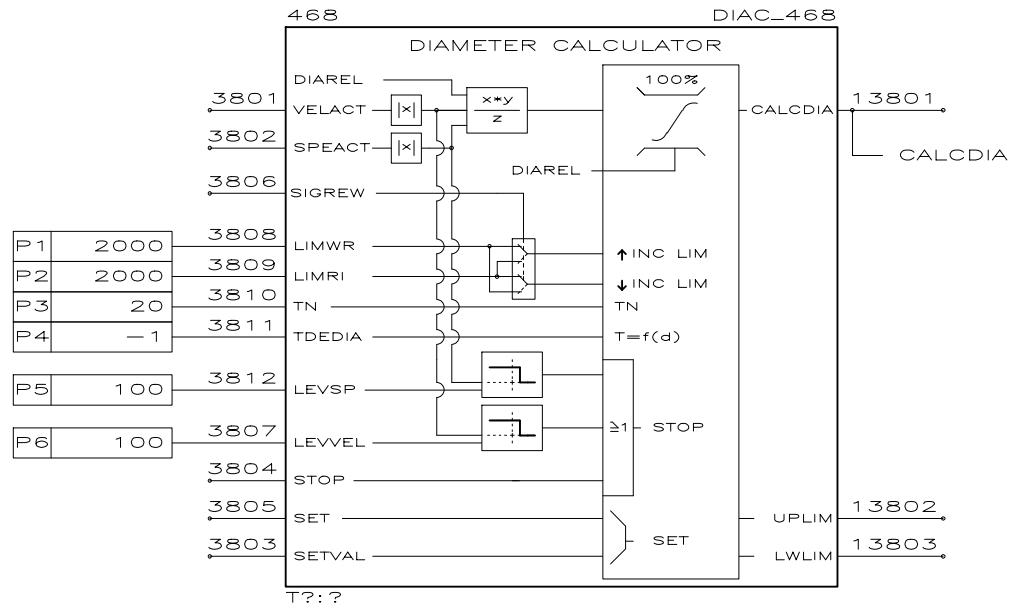 468 DIAC_468
DIAMETER CALCULATOR
DIAREL 100%
3801 VELACT |x| x*y CALCDIA 13801
z
3802 SPEACT |x| CALCDIA
DIAREL
3806 SIGREW
P1 2000 3808 LIMWR ↑ INC LIM
P2 2000 3809 LIMRI ↓ INC LIM
P3 20 3810 TN TN
P4 −1 3811 TDEDIA T=f(d)
P5 100 3812 LEVSP
≥1 STOP
P6 100 3807 LEVVEL
3804 STOP
3805 SET UPLIM 13802
SET
3803 SETVAL LWLIM 13803
T?:?